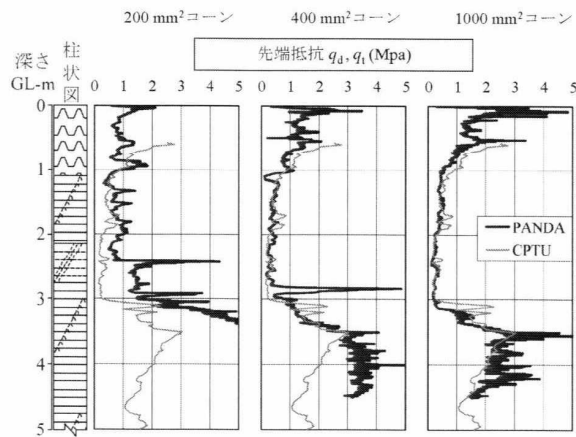 200 mm²コーン 400 mm²コーン 1000 mm²コーン
深さ GL-m
柱状図
先端抵抗 qd, qt (Mpa)
0 1 2 3 4 5 0 1 2 3 4 5 0 1 2 3 4 5
0
1
2
3
4
5
PANDA
CPTU